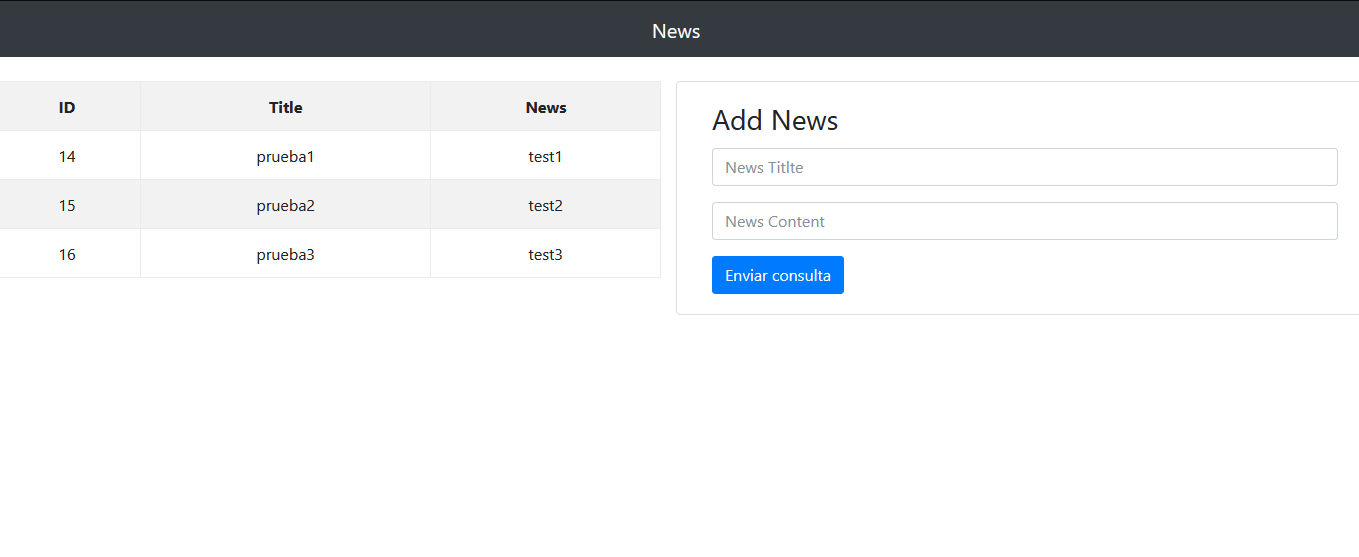 News
ID Title News
14 prueba1 test1
15 prueba2 test2
16 prueba3 test3
Add News
News Titlte
News Content
Enviar consulta